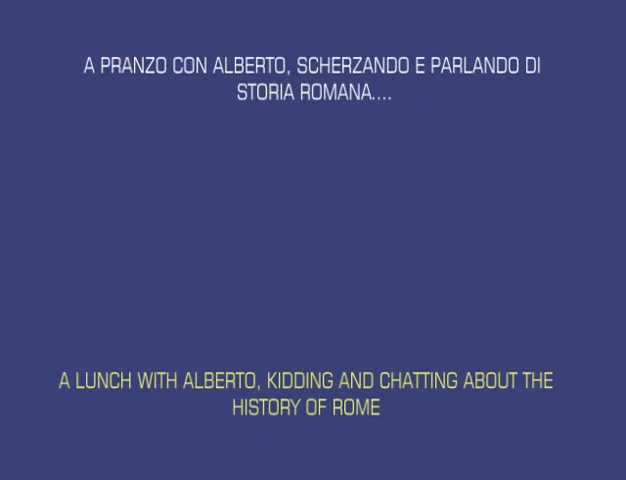 A PRANZO CON ALBERTO, SCHERZANDO E PARLANDO DI
STORIA ROMANA....
A LUNCH WITH ALBERTO, KIDDING AND CHATTING ABOUT THE
HISTORY OF ROME